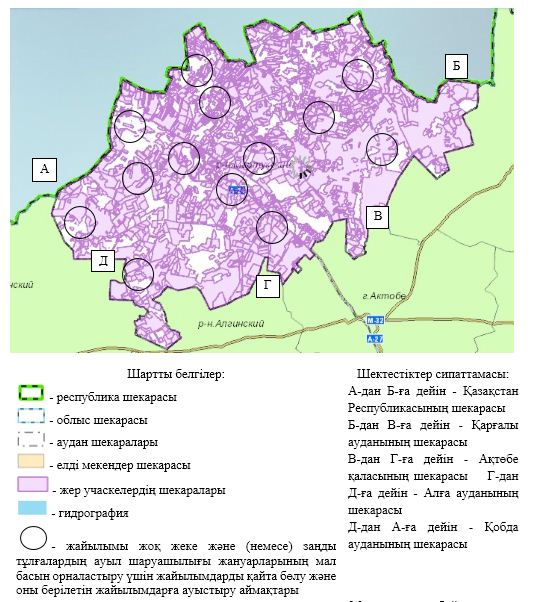 Б
А
В
Д
Г
нский
г.Актобе
р-н.Алгинский
М-32
А-27
Шартты белгілер:
- республика шекарасы
- облыс шекарасы
- аудан шекаралары
- елді мекендер шекарасы
- жер учаскелердің шекаралары
- гидрография
- жайылымы жоқ жеке және (немесе) заңды
тұлғалардың ауыл шаруашылығы жануарларының мал
басын орналастыру үшін жайылымдарды қайта бөлу және
оны берілетін жайылымдарға ауыстыру аймақтары
Шектестіктер сипаттамасы:
А-дан Б-ға дейін - Қазақстан
Республикасының шекарасы
Б-дан В-ға дейін - Қарғалы
ауданының шекарасы
В-дан Г-ға дейін - Ақтөбе
қаласының шекарасы Г-дан
Д-ға дейін - Алға ауданының
шекарасы
Д-дан А-ға дейін - Қобда
ауданының шекарасы